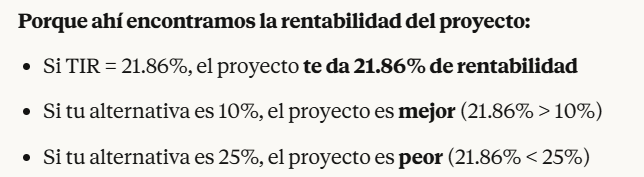 Porque ahí encontramos la rentabilidad del proyecto:
• Si TIR = 21.86%, el proyecto te da 21.86% de rentabilidad
• Si tu alternativa es 10%, el proyecto es mejor (21.86% > 10%)
• Si tu alternativa es 25%, el proyecto es peor (21.86% < 25%)